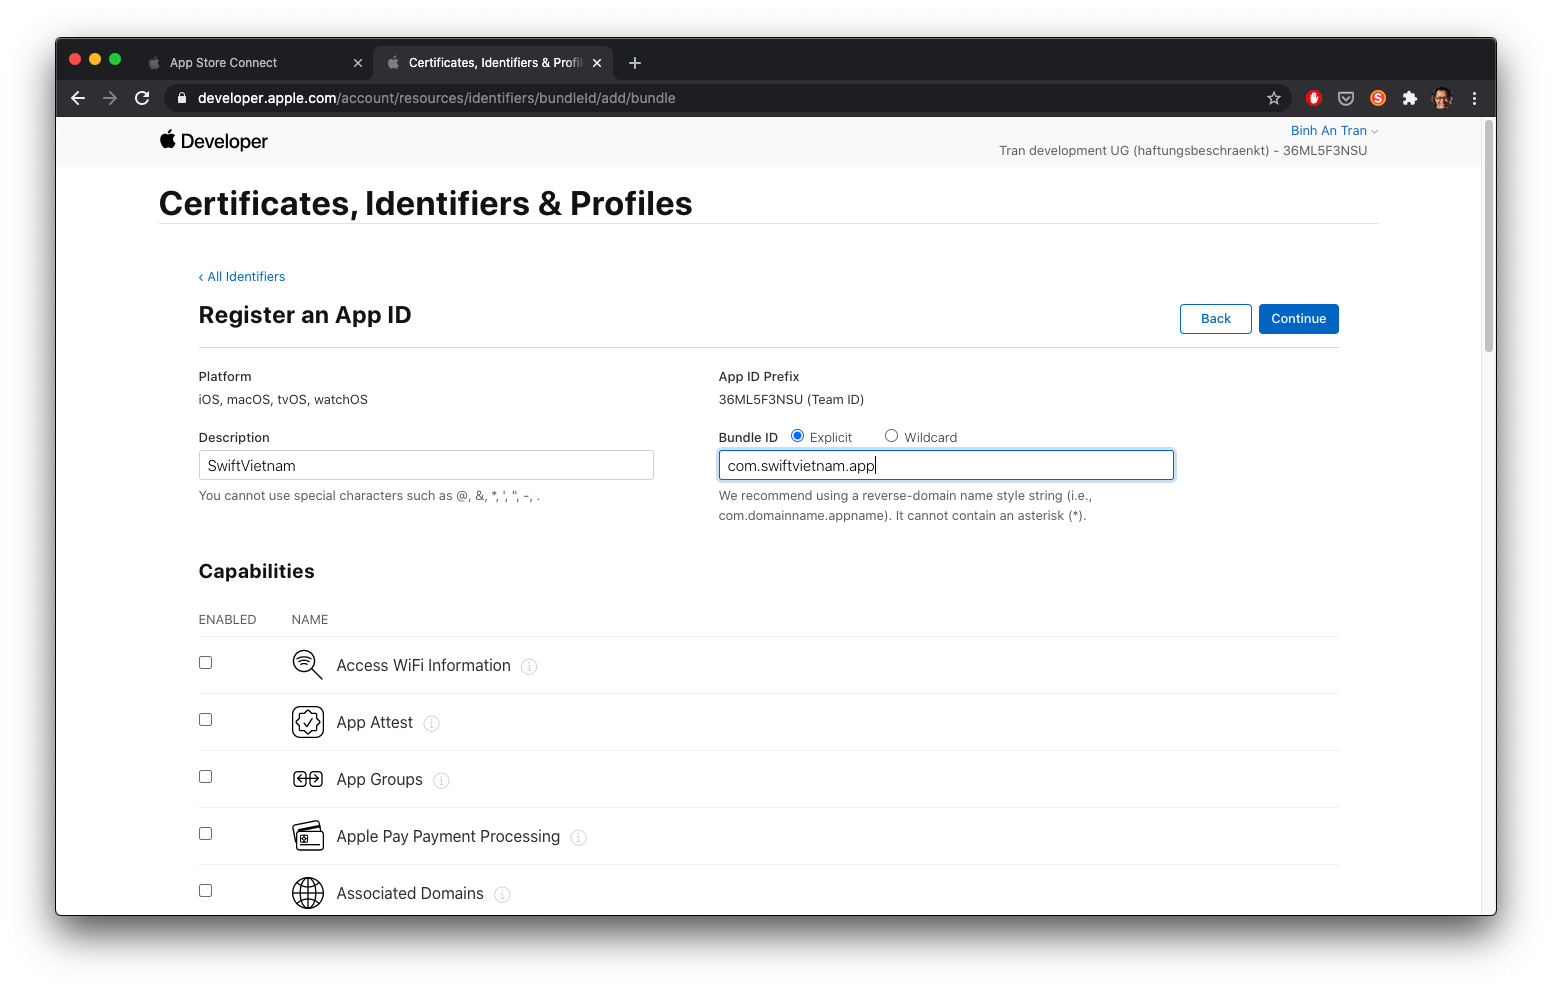 App Store Connect
Certificates, Identifiers & Profil
developer.apple.com/account/resources/identifiers/bundleId/add/bundle
Developer
Binh An Tran
Tran development UG (haftungsbeschraenkt) - 36ML5F3NSU
Certificates, Identifiers & Profiles
‹ All Identifiers
Register an App ID
Back
Continue
Platform
iOS, macOS, tvOS, watchOS
App ID Prefix
36ML5F3NSU (Team ID)
Description
SwiftVietnam
You cannot use special characters such as @, &, *, ', ", -, .
Bundle ID Explicit Wildcard
com.swiftvietnam.app
We recommend using a reverse-domain name style string (i.e.,
com.domainname.appname). It cannot contain an asterisk (*).
Capabilities
ENABLED NAME
Access WiFi Information
App Attest
App Groups
Apple Pay Payment Processing
Associated Domains